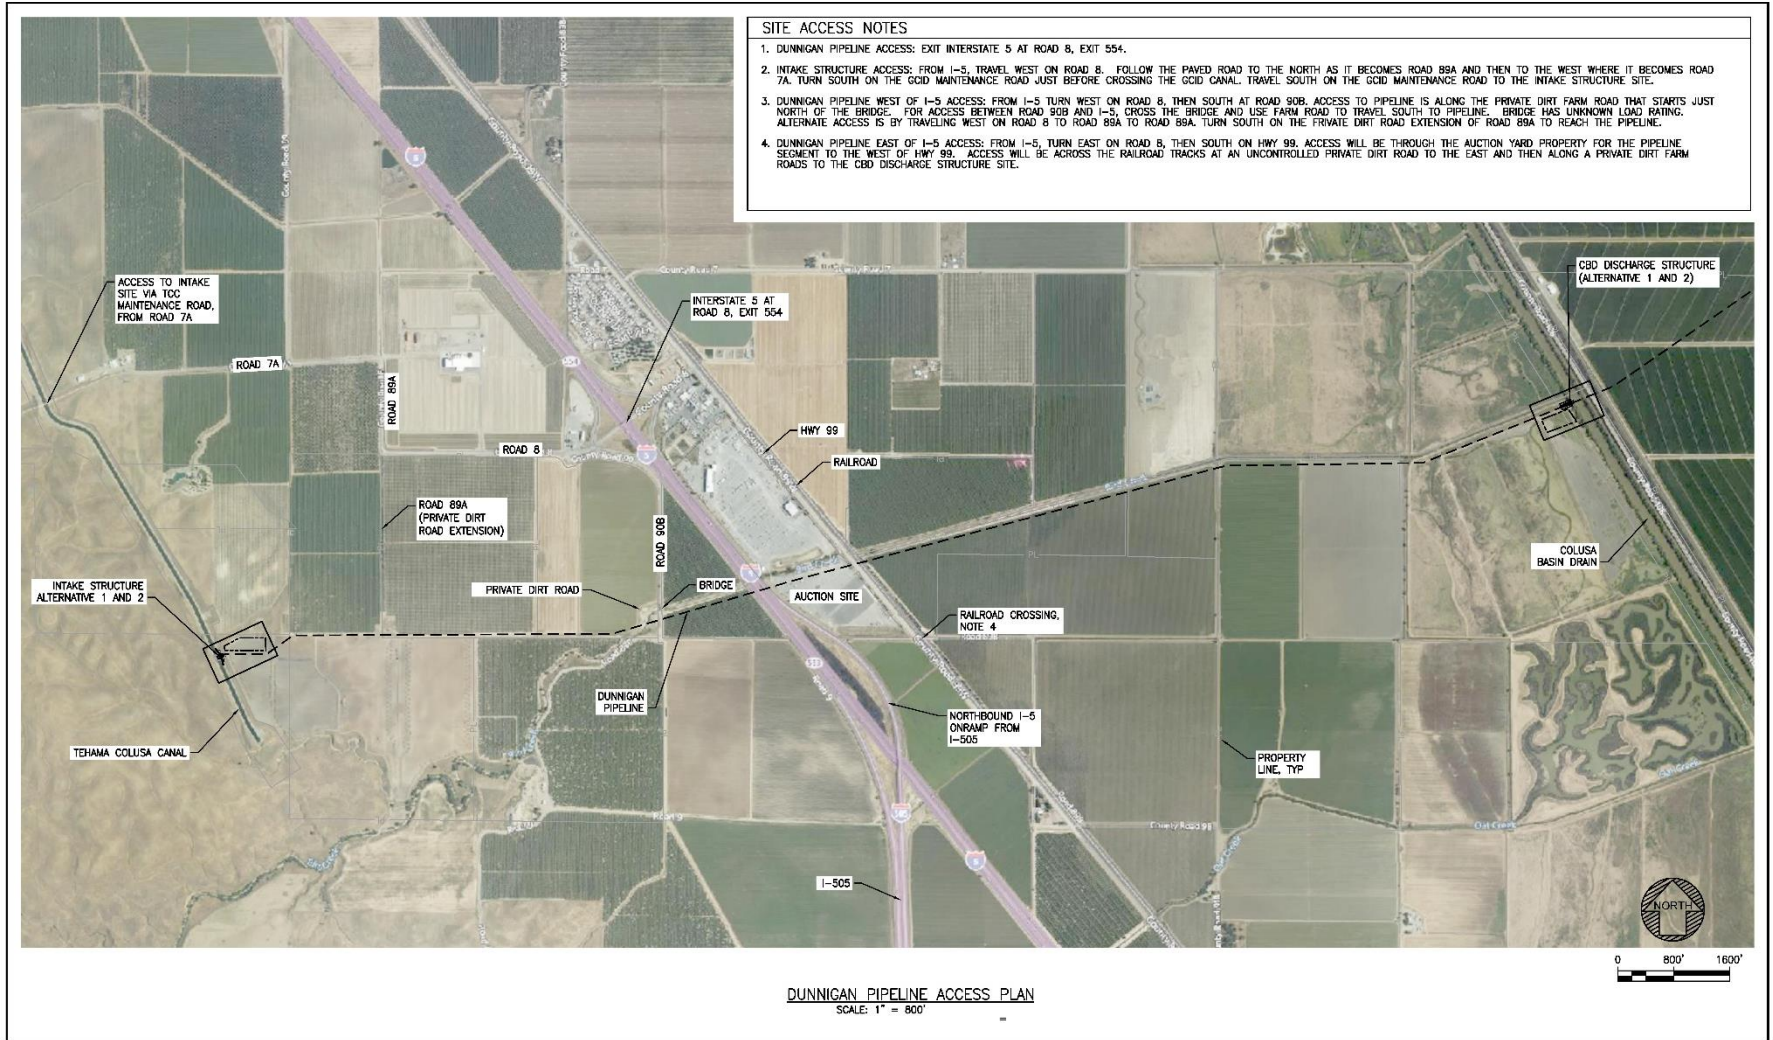 SITE ACCESS NOTES
1. DUNNIGAN PIPELINE ACCESS: EXIT INTERSTATE 5 AT ROAD 8, EXIT 554.
2. INTAKE STRUCTURE ACCESS: FROM I-5, TRAVEL WEST ON ROAD 8. FOLLOW THE PAVED ROAD TO THE NORTH AS IT BECOMES ROAD 89A AND THEN TO THE WEST WHERE IT BECOMES ROAD
7A. TURN SOUTH ON THE GCID MAINTENANCE ROAD JUST BEFORE CROSSING THE GCID CANAL. TRAVEL SOUTH ON THE GCID MAINTENANCE ROAD TO THE INTAKE STRUCTURE SITE.
3. DUNNIGAN PIPELINE WEST OF I-5 ACCESS: FROM I-5 TURN WEST ON ROAD 8, THEN SOUTH AT ROAD 90B. ACCESS TO PIPELINE IS ALONG THE PRIVATE DIRT FARM ROAD THAT STARTS JUST
NORTH OF THE BRIDGE. FOR ACCESS BETWEEN ROAD 90B AND I-5, CROSS THE BRIDGE AND USE FARM ROAD TO TRAVEL SOUTH TO PIPELINE. BRIDGE HAS UNKNOWN LOAD RATING.
ALTERNATE ACCESS IS BY TRAVELING WEST ON ROAD 8 TO ROAD 89A TO ROAD 89A. TURN SOUTH ON THE PRIVATE DIRT ROAD EXTENSION OF ROAD 89A TO REACH THE PIPELINE.
4. DUNNIGAN PIPELINE EAST OF I-5 ACCESS: FROM I-5, TURN EAST ON ROAD 8, THEN SOUTH ON HWY 99. ACCESS WILL BE THROUGH THE AUCTION YARD PROPERTY FOR THE PIPELINE
SEGMENT TO THE WEST OF HWY 99. ACCESS WILL BE ACROSS THE RAILROAD TRACKS AT AN UNCONTROLLED PRIVATE DIRT ROAD TO THE EAST AND THEN ALONG A PRIVATE DIRT FARM
ROADS TO THE CBD DISCHARGE STRUCTURE SITE.
ACCESS TO INTAKE
SITE VIA TCC
MAINTENANCE ROAD,
FROM ROAD 7A
INTERSTATE 5 AT
ROAD 8, EXIT 554
CBD DISCHARGE STRUCTURE
(ALTERNATIVE 1 AND 2)
County Road 7
County Road 7
ROAD 7A
554
ROAD 89A
HWY 99
ROAD 8
RAILROAD
ROAD 89A
(PRIVATE DIRT
ROAD EXTENSION)
ROAD 90B
COLUSA
BASIN DRAIN
PL
INTAKE STRUCTURE
ALTERNATIVE 1 AND 2
PRIVATE DIRT ROAD
BRIDGE
AUCTION SITE
RAILROAD CROSSING,
NOTE 4
DUNNIGAN
PIPELINE
NORTHBOUND I-5
ONRAMP FROM
I-505
TEHAMA COLUSA CANAL
PROPERTY
LINE, TYP
Road 9
Oat Creek
Oat Creek
I-505
5
NORTH
0 800' 1600'
DUNNIGAN PIPELINE ACCESS PLAN
SCALE: 1" = 800'
=